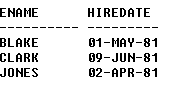 ENAME      HIREDATE
---------- ---------
BLAKE      01-MAY-81
CLARK      09-JUN-81
JONES      02-APR-81